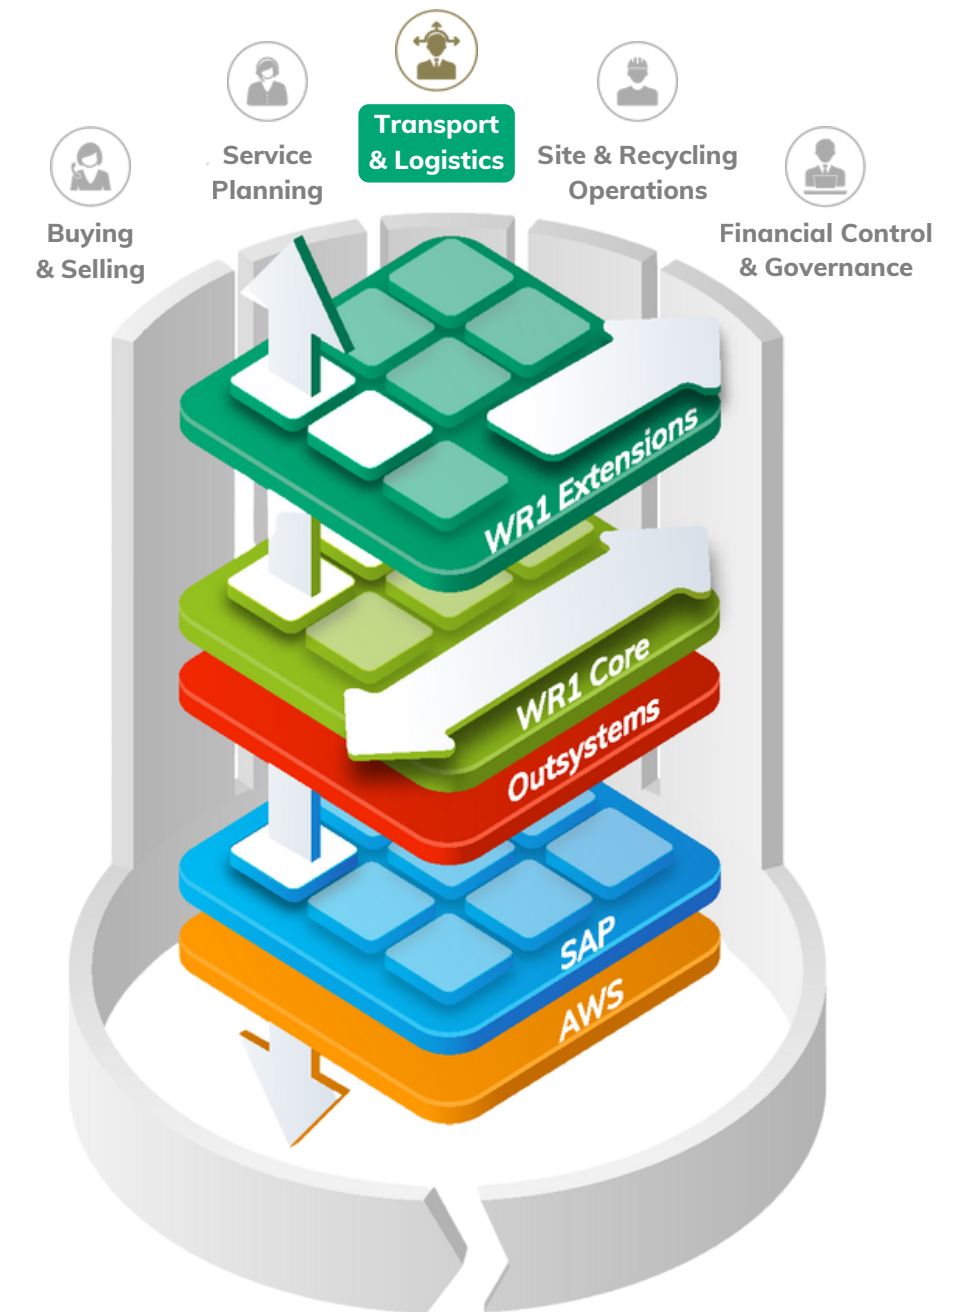 Transport
& Logistics
Service
Planning
Site & Recycling
Operations
Buying
& Selling
Financial Control
& Governance
WR1 Extensions
WR1 Core
Outsystems
SAP
AWS